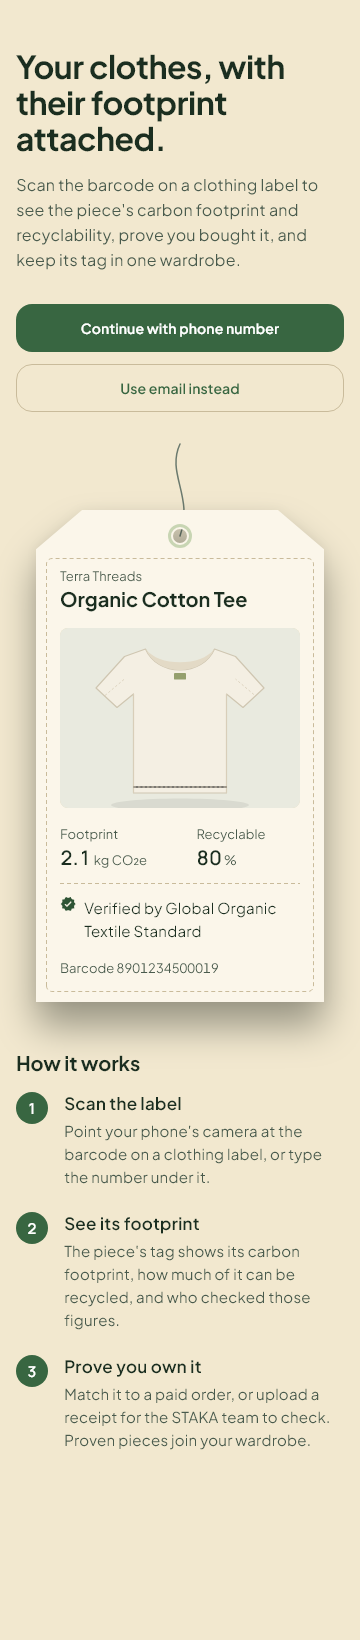 Your clothes, with
their footprint
attached.
Scan the barcode on a clothing label to
see the piece's carbon footprint and
recyclability, prove you bought it, and
keep its tag in one wardrobe.
Continue with phone number
Use email instead
Terra Threads
Organic Cotton Tee
Footprint
2.1 kg CO₂e
Recyclable
80 %
Verified by Global Organic
Textile Standard
Barcode 8901234500019
How it works
1
Scan the label
Point your phone's camera at the
barcode on a clothing label, or type
the number under it.
2
See its footprint
The piece's tag shows its carbon
footprint, how much of it can be
recycled, and who checked those
figures.
3
Prove you own it
Match it to a paid order, or upload a
receipt for the STAKA team to check.
Proven pieces join your wardrobe.